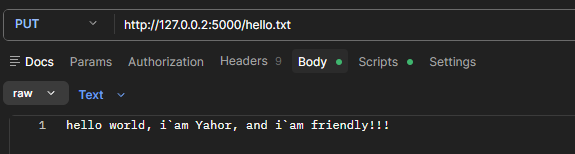 PUT http://127.0.0.2:5000/hello.txt
Docs Params Authorization Headers 9 Body Scripts Settings
raw Text
1 hello world, i`am Yahor, and i`am friendly!!!